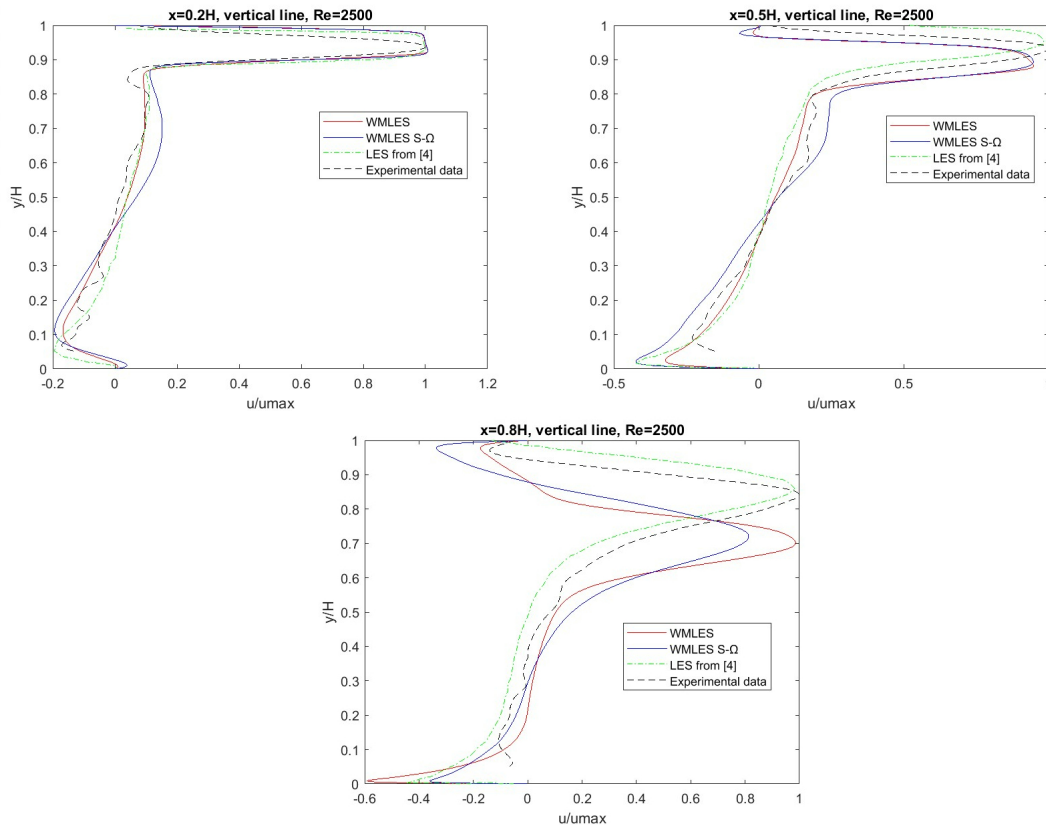 x=0.2H, vertical line, Re=2500
1
0.9
0.8
0.7
0.6
0.5
0.4
0.3
0.2
0.1
0
y/H
-0.2
0
0.2
0.4
0.6
0.8
1
1.2
u/umax
WMLES
WMLES S-Ω
LES from [4]
Experimental data
x=0.5H, vertical line, Re=2500
1
0.9
0.8
0.7
0.6
0.5
0.4
0.3
0.2
0.1
0
y/H
-0.5
0
0.5
u/umax
WMLES
WMLES S-Ω
LES from [4]
Experimental data
x=0.8H, vertical line, Re=2500
1
0.9
0.8
0.7
0.6
0.5
0.4
0.3
0.2
0.1
0
y/H
-0.6
-0.4
-0.2
0
0.2
0.4
0.6
0.8
1
u/umax
WMLES
WMLES S-Ω
LES from [4]
Experimental data